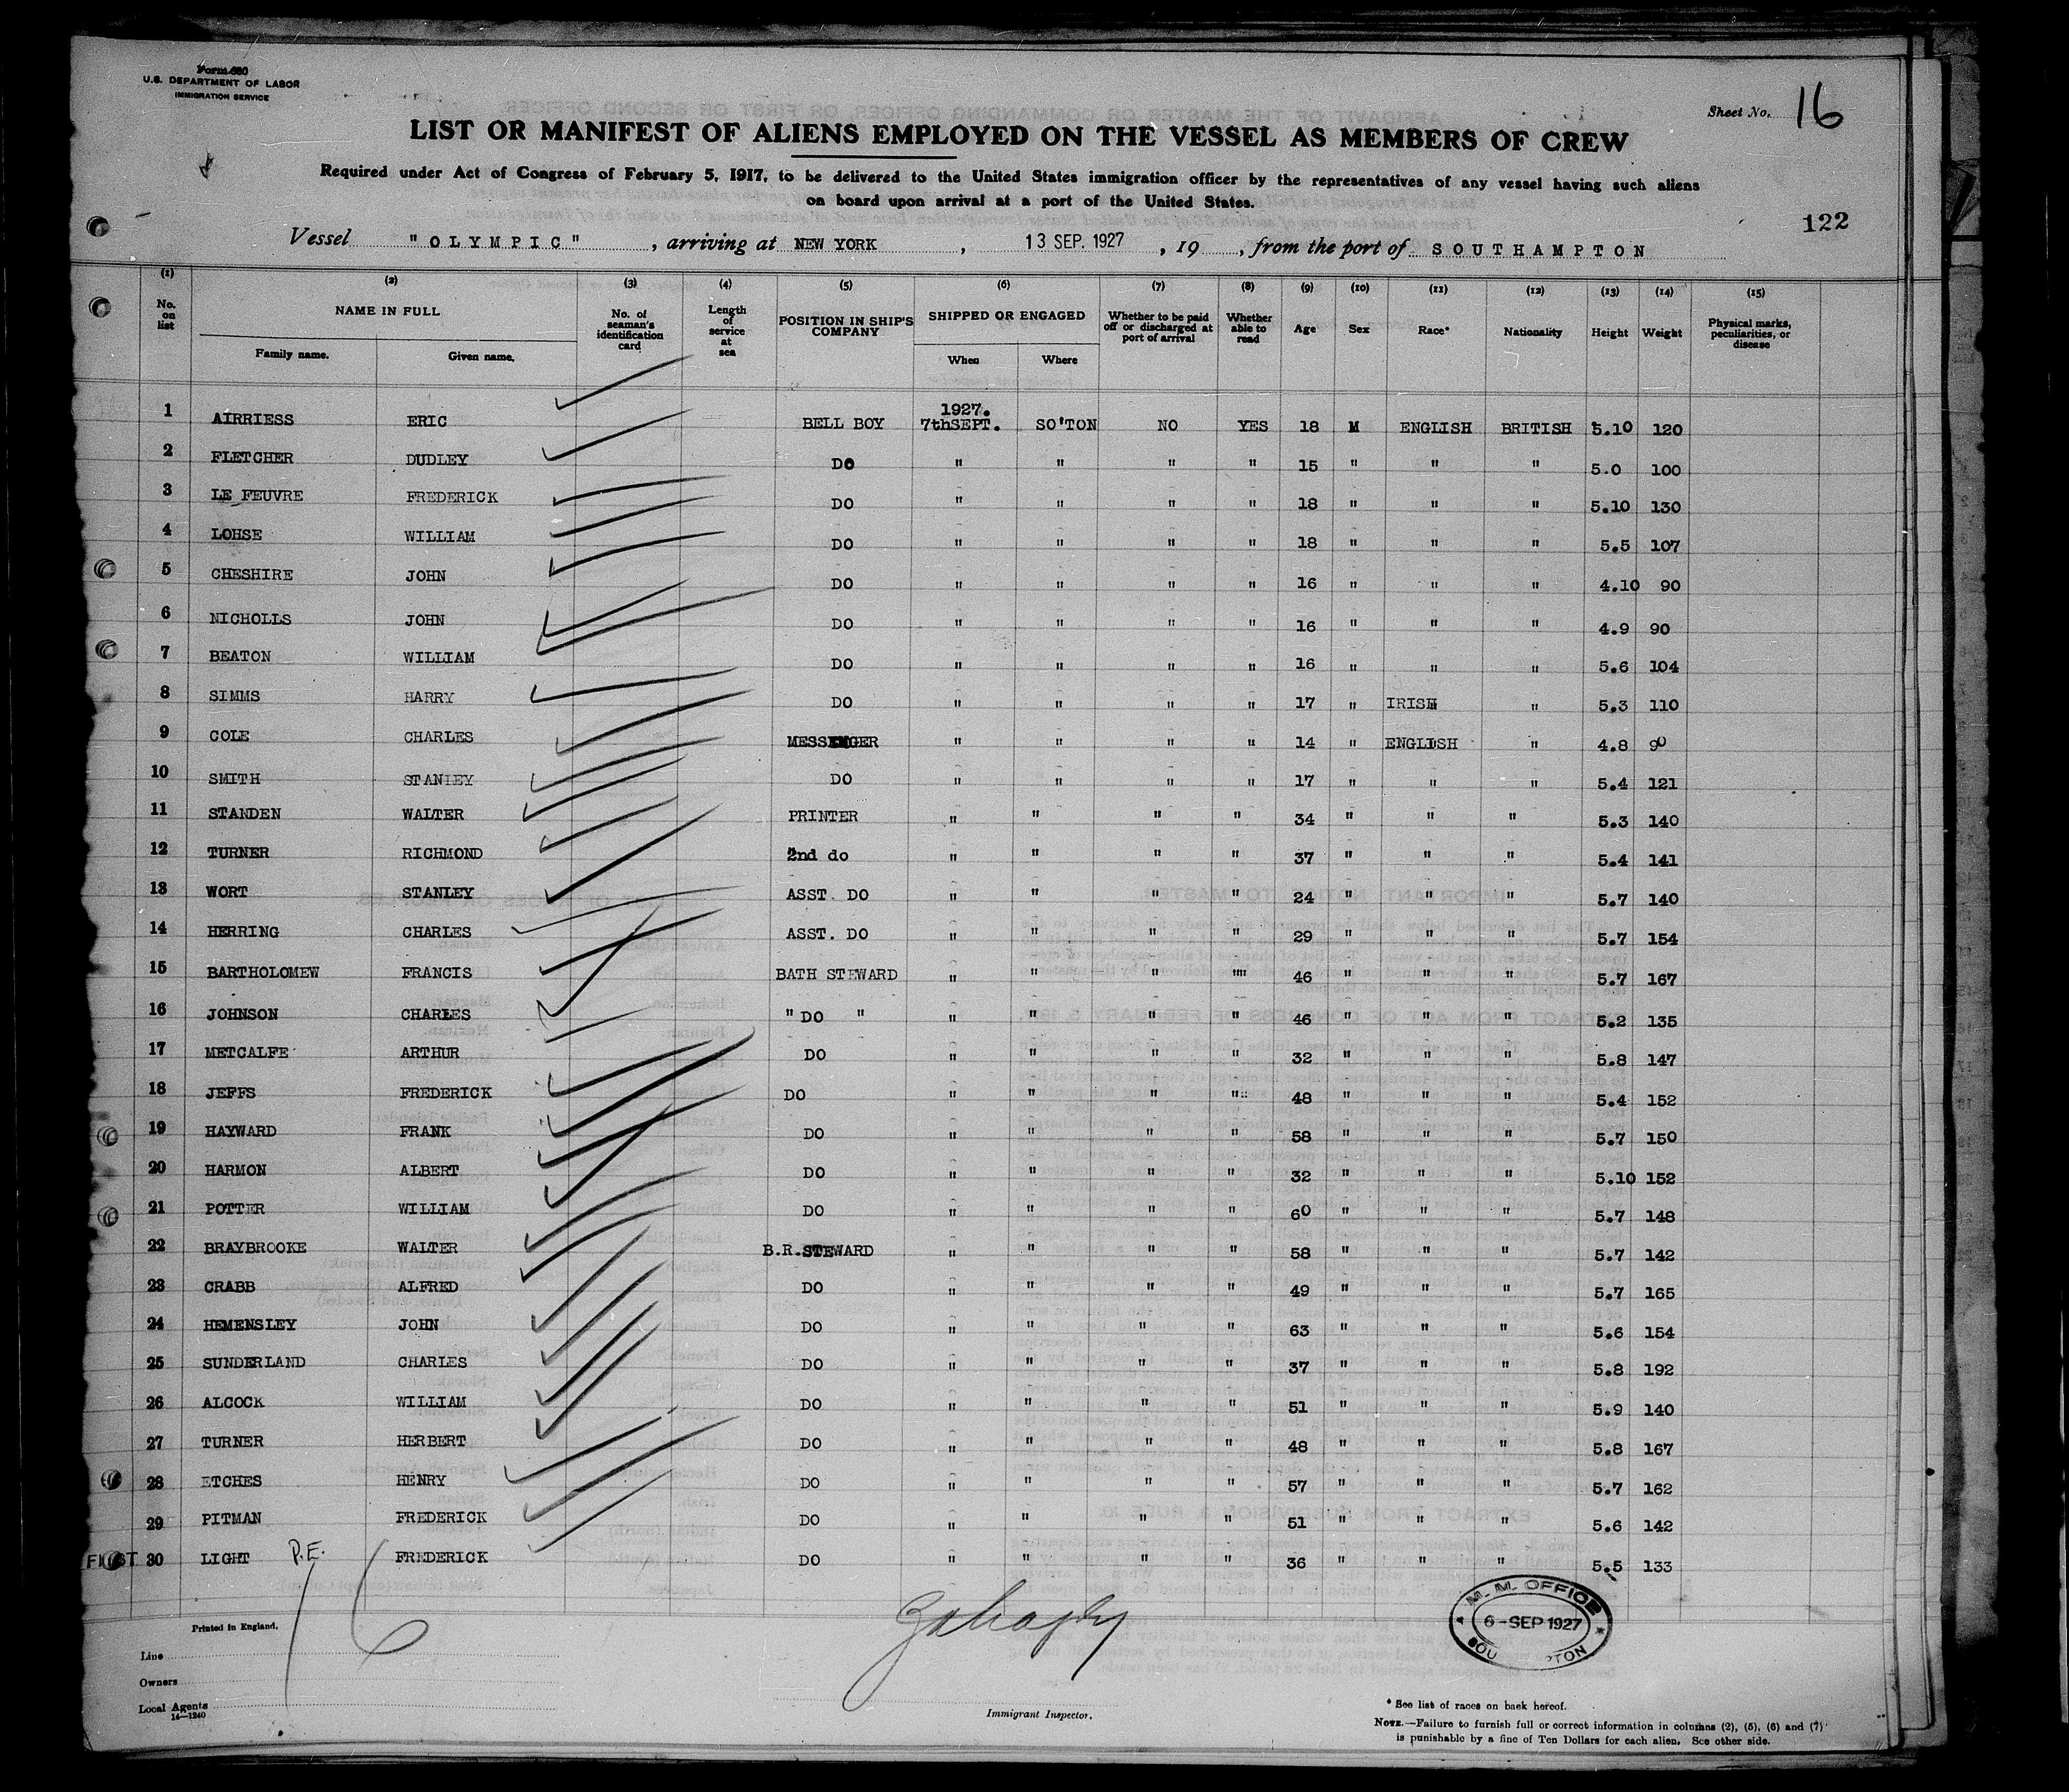 Form 680
U.S. DEPARTMENT OF LABOR
IMMIGRATION SERVICE
Sheet No. 16
LIST OR MANIFEST OF ALIENS EMPLOYED ON THE VESSEL AS MEMBERS OF CREW
Required under Act of Congress of February 5, 1917, to be delivered to the United States immigration officer by the representatives of any vessel having such aliens
on board upon arrival at a port of the United States.
122
Vessel "OLYMPIC", arriving at NEW YORK, 13 SEP. 1927, 19, from the port of SOUTHAMPTON
(1) (2) (3) (4) (5) (6) (7) (8) (9) (10) (11) (12) (13) (14) (15)
No. on list NAME IN FULL Family name. Given name. No. of seaman's identification card Length of service at sea POSITION IN SHIP'S COMPANY SHIPPED OR ENGAGED When Where Whether to be paid off or discharged at port of arrival Whether able to read Age Sex Race* Nationality Height Weight Physical marks, peculiarities, or disease
1 AIRRIESS ERIC BELL BOY 1927. 7thSEPT. SO'TON NO YES 18 M ENGLISH BRITISH 5.10 120
2 FLETCHER DUDLEY DO " " " " 15 " " " 5.0 100
3 LE FEUVRE FREDERICK DO " " " " 18 " " " 5.10 130
4 LOHSE WILLIAM DO " " " " 18 " " " 5.5 107
5 CHESHIRE JOHN DO " " " " 16 " " " 4.10 90
6 NICHOLLS JOHN DO " " " " 16 " " " 4.9 90
7 BEATON WILLIAM DO " " " " 16 " " " 5.6 104
8 SIMMS HARRY DO " " " " 17 " IRISH " 5.3 110
9 COLE CHARLES MESSENGER " " " " 14 " ENGLISH " 4.8 90
10 SMITH STANLEY DO " " " " 17 " " " 5.4 121
11 STANDEN WALTER PRINTER " " " " 34 " " " 5.3 140
12 TURNER RICHMOND 2nd do " " " " 37 " " " 5.4 141
13 WORT STANLEY ASST. DO " " " " 24 " " " 5.7 140
14 HERRING CHARLES ASST. DO " " " " 29 " " " 5.7 154
15 BARTHOLOMEW FRANCIS BATH STEWARD " " " "" 46 " " " 5.7 167
16 JOHNSON CHARLES " DO " " " " " 46 " " " 5.2 135
17 METCALFE ARTHUR DO " " " " 32 " " " 5.8 147
18 JEFFS FREDERICK DO " " " " 48 " " " 5.4 152
19 HAYWARD FRANK DO " " " " 58 " " " 5.7 150
20 HARMON ALBERT DO " " " " 32 " " " 5.10 152
21 POTTER WILLIAM DO " " " " 60 " " " 5.7 148
22 BRAYBROOKE WALTER B.R.STEWARD " " " " 58 " " " 5.7 142
23 CRABB ALFRED DO " " " " 49 " " " 5.7 165
24 HEMENSLEY JOHN DO " " " " 63 " " " 5.6 154
25 SUNDERLAND CHARLES DO " " " " 37 " " " 5.8 192
26 ALCOCK WILLIAM DO " " " " 51 " " " 5.9 140
27 TURNER HERBERT DO " " " " 48 " " " 5.8 167
28 ETCHES HENRY DO " " " " 57 " " " 5.7 162
29 PITMAN FREDERICK DO " " " " 51 " " " 5.6 142
FIRST 30 LIGHT P.E. FREDERICK DO " " " " 36 " " " 5.5 133
16
Printed in England.
M. M. OFFICE
6-SEP 1927
Line
Owners
Local Agents
14-1240
Immigrant Inspector.
* See list of races on back hereof.
NOTE.—Failure to furnish full or correct information in columns (2), (5), (6) and (7)
is punishable by a fine of Ten Dollars for each alien. See other side.